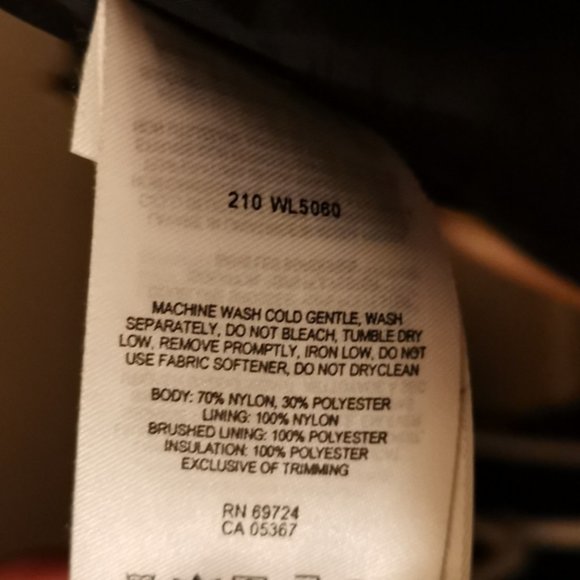 210 WL5060
MACHINE WASH COLD GENTLE, WASH
SEPARATELY, DO NOT BLEACH, TUMBLE DRY
LOW, REMOVE PROMPTLY, IRON LOW, DO NOT
USE FABRIC SOFTENER, DO NOT DRYCLEAN
BODY: 70% NYLON, 30% POLYESTER
LINING: 100% NYLON
BRUSHED LINING: 100% POLYESTER
INSULATION: 100% POLYESTER
EXCLUSIVE OF TRIMMING
RN 69724
CA 05367